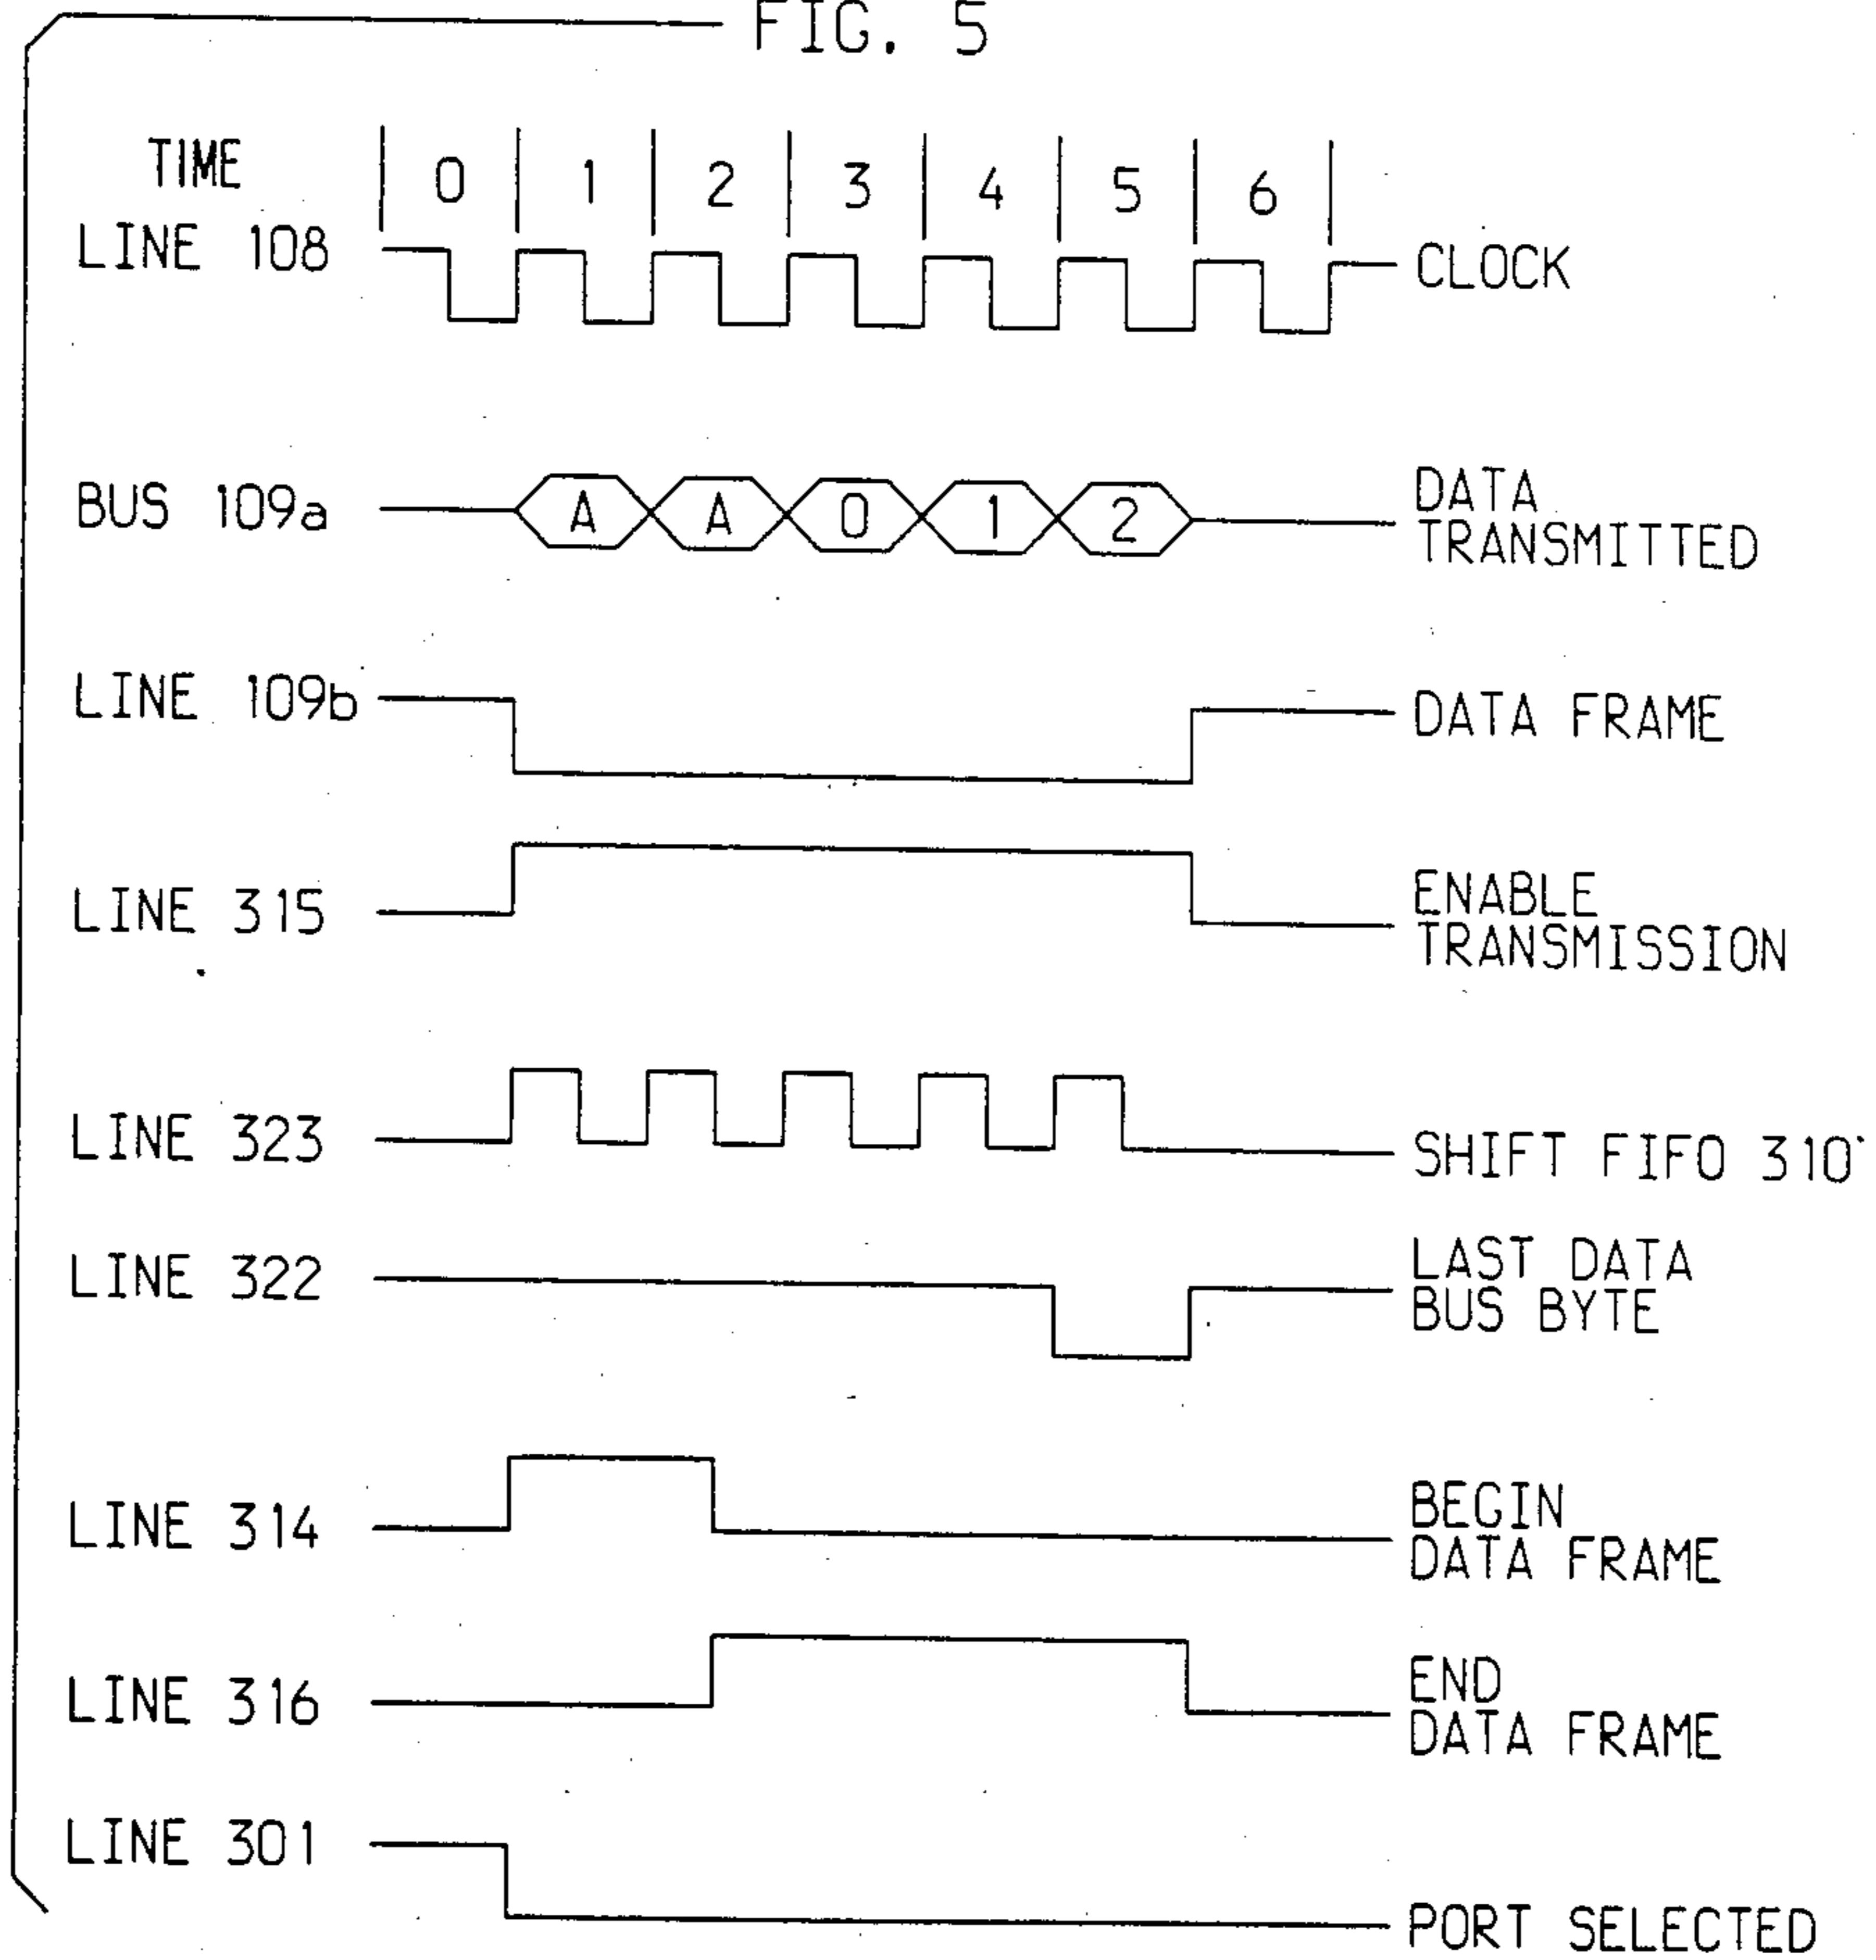 FIG. 5
TIME 0 1 2 3 4 5 6
LINE 108 CLOCK
BUS 109a A A 0 1 2 DATA
TRANSMITTED
LINE 109b DATA FRAME
LINE 315 ENABLE
TRANSMISSION
LINE 323 SHIFT FIFO 310
LINE 322 LAST DATA
BUS BYTE
LINE 314 BEGIN
DATA FRAME
LINE 316 END
DATA FRAME
LINE 301 PORT SELECTED